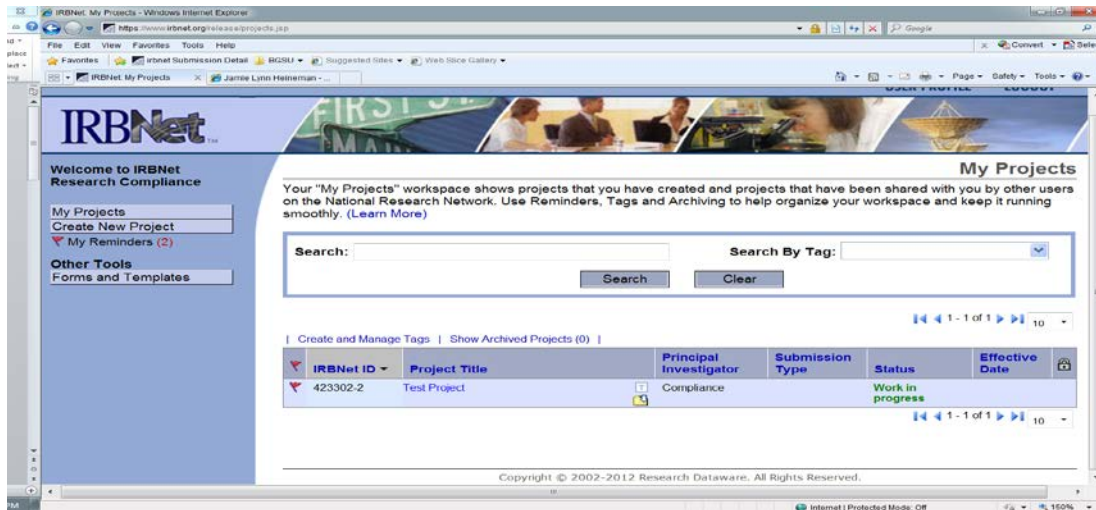 IRBNet: My Projects - Windows Internet Explorer
https://www.irbnet.org/release/projects.jsp
Google
File Edit View Favorites Tools Help
Convert
Favorites irbnet Submission Detail BGSU Suggested Sites Web Slice Gallery
IRBNet: My Projects Jamie Lynn Heineman - ...
Page Safety Tools
USER PROFILE LOGOUT
IRBNet
FIRST ST.
MAIN
My Projects
Welcome to IRBNet
Research Compliance
My Projects
Create New Project
My Reminders (2)
Other Tools
Forms and Templates
Your "My Projects" workspace shows projects that you have created and projects that have been shared with you by other users
on the National Research Network. Use Reminders, Tags and Archiving to help organize your workspace and keep it running
smoothly. (Learn More)
Search: Search By Tag:
Search Clear
1 - 1 of 1 10
| Create and Manage Tags | Show Archived Projects (0) |
IRBNet ID Project Title Principal Investigator Submission Type Status Effective Date
423302-2 Test Project Compliance Work in progress
1 - 1 of 1 10
Copyright © 2002-2012 Research Dataware. All Rights Reserved.
Internet | Protected Mode: Off 150%
PM